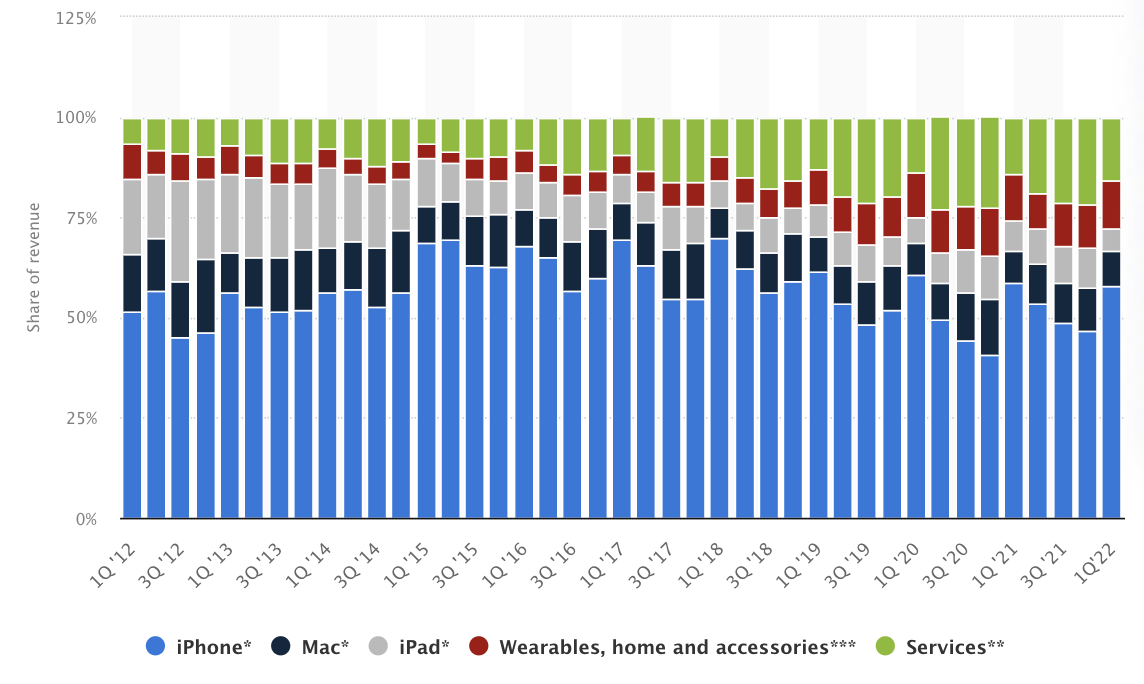 125%
100%
75%
50%
25%
0%
Share of revenue
1Q '12
3Q '12
1Q '13
3Q '13
1Q '14
3Q '14
1Q '15
3Q '15
1Q '16
3Q '16
1Q '17
3Q '17
1Q '18
3Q '18
1Q '19
3Q '19
1Q '20
3Q '20
1Q '21
3Q '21
1Q '22
iPhone* Mac* iPad* Wearables, home and accessories*** Services**